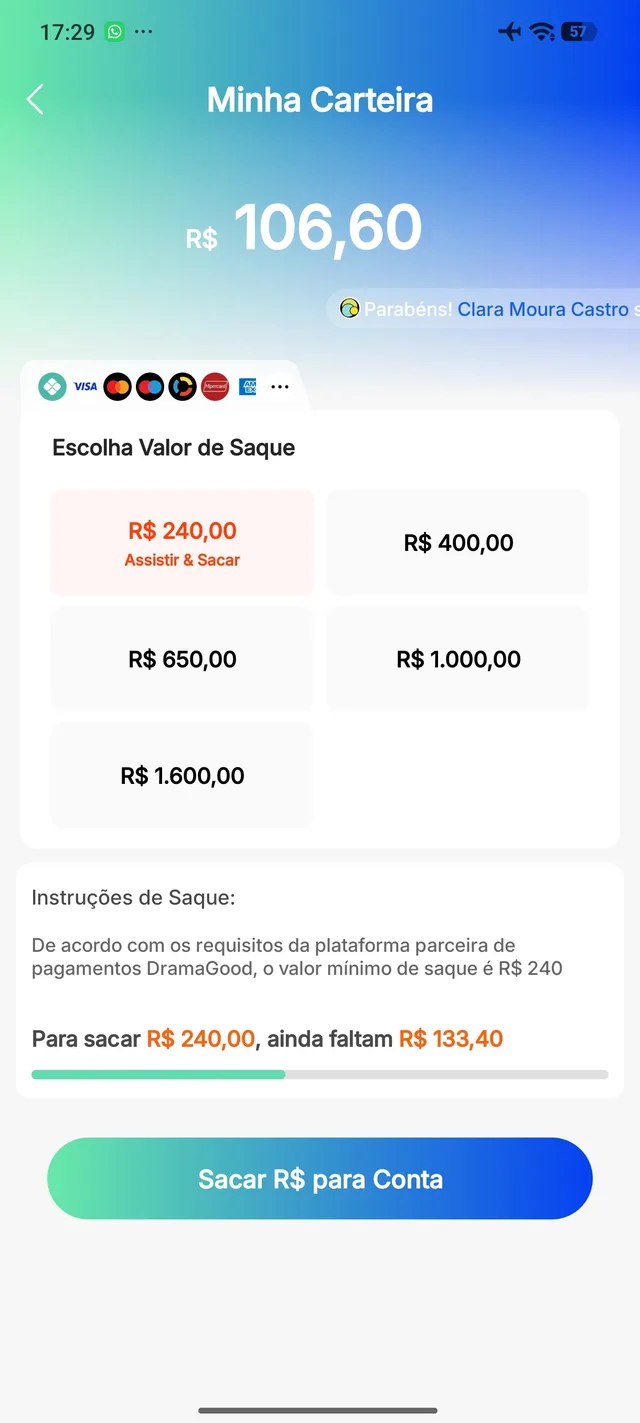 17:29
57
Minha Carteira
R$ 106,60
Parabéns! Clara Moura Castro s
VISA
AM
EX
Escolha Valor de Saque
R$ 240,00
Assistir & Sacar
R$ 400,00
R$ 650,00
R$ 1.000,00
R$ 1.600,00
Instruções de Saque:
De acordo com os requisitos da plataforma parceira de
pagamentos DramaGood, o valor mínimo de saque é R$ 240
Para sacar R$ 240,00, ainda faltam R$ 133,40
Sacar R$ para Conta